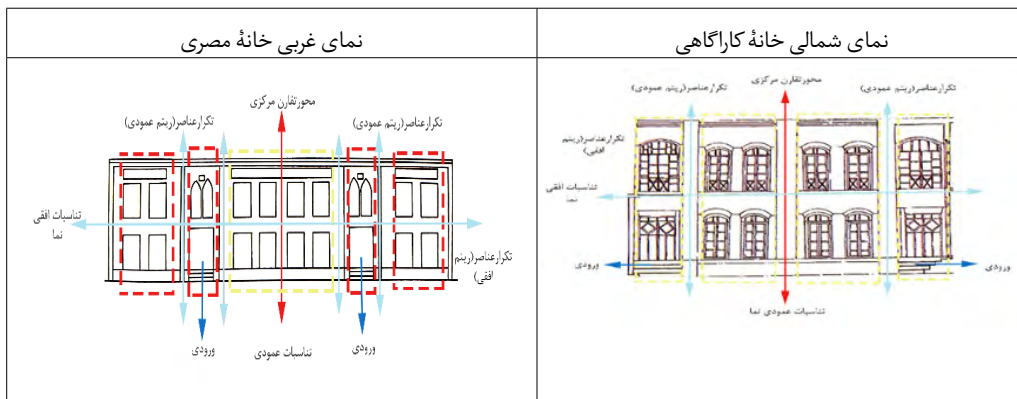 نمای شمالی خانهٔ کاراگاهی
محورتقارن مرکزی
تکرارعناصر(ریتم عمودی)
تکرارعناصر(ریتم عمودی)
تکرارعناصر(ریتم
افقی)
تناسبات افقی
نما
ورودی
ورودی
تناسبات عمودی نما
نمای غربی خانهٔ مصری
محورتقارن مرکزی
تکرارعناصر(ریتم عمودی)
تکرارعناصر(ریتم عمودی)
تناسبات افقی
نما
تکرارعناصر(ریتم
افقی)
ورودی
تناسبات عمودی
ورودی